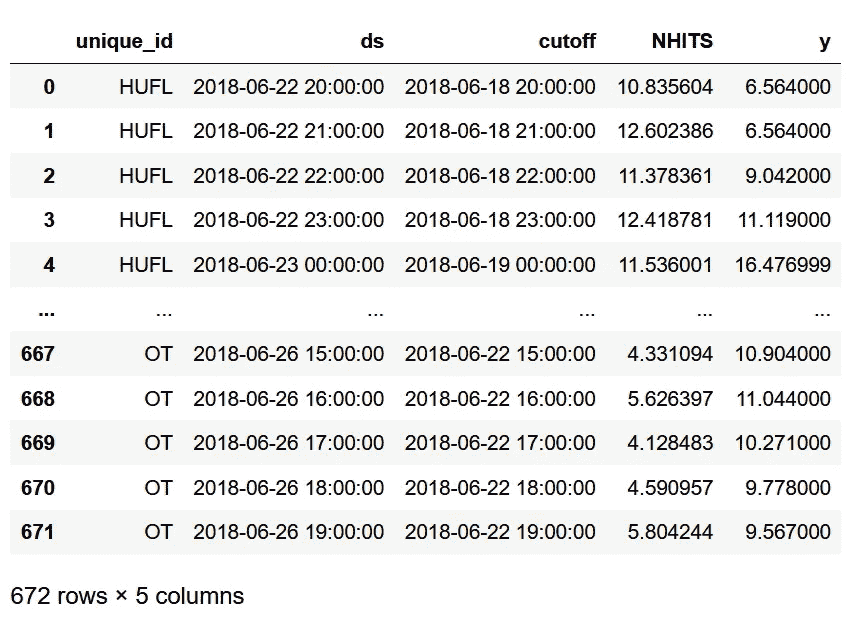 unique_id ds cutoff NHITS y
0 HUFL 2018-06-22 20:00:00 2018-06-18 20:00:00 10.835604 6.564000
1 HUFL 2018-06-22 21:00:00 2018-06-18 21:00:00 12.602386 6.564000
2 HUFL 2018-06-22 22:00:00 2018-06-18 22:00:00 11.378361 9.042000
3 HUFL 2018-06-22 23:00:00 2018-06-18 23:00:00 12.418781 11.119000
4 HUFL 2018-06-23 00:00:00 2018-06-19 00:00:00 11.536001 16.476999
... ... ... ... ... ...
667 OT 2018-06-26 15:00:00 2018-06-22 15:00:00 4.331094 10.904000
668 OT 2018-06-26 16:00:00 2018-06-22 16:00:00 5.626397 11.044000
669 OT 2018-06-26 17:00:00 2018-06-22 17:00:00 4.128483 10.271000
670 OT 2018-06-26 18:00:00 2018-06-22 18:00:00 4.590957 9.778000
671 OT 2018-06-26 19:00:00 2018-06-22 19:00:00 5.804244 9.567000
672 rows × 5 columns